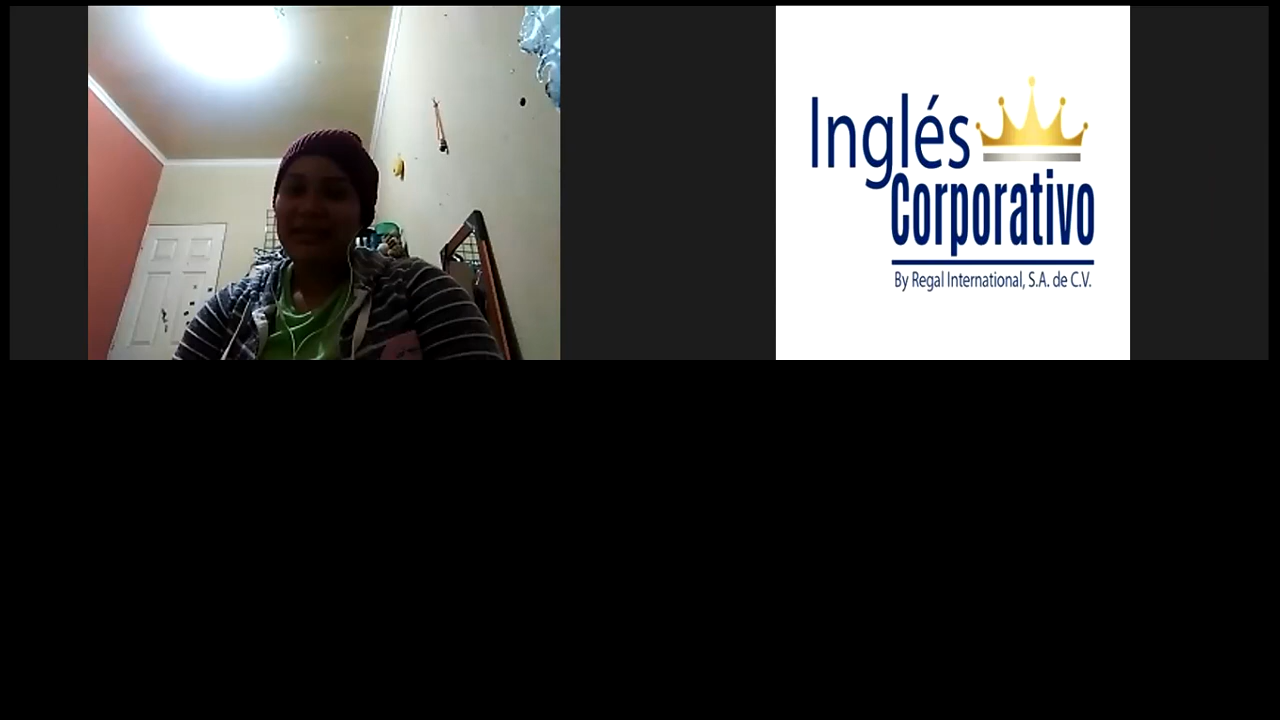 Inglés
Corporativo
By Regal International, S.A. de C.V.